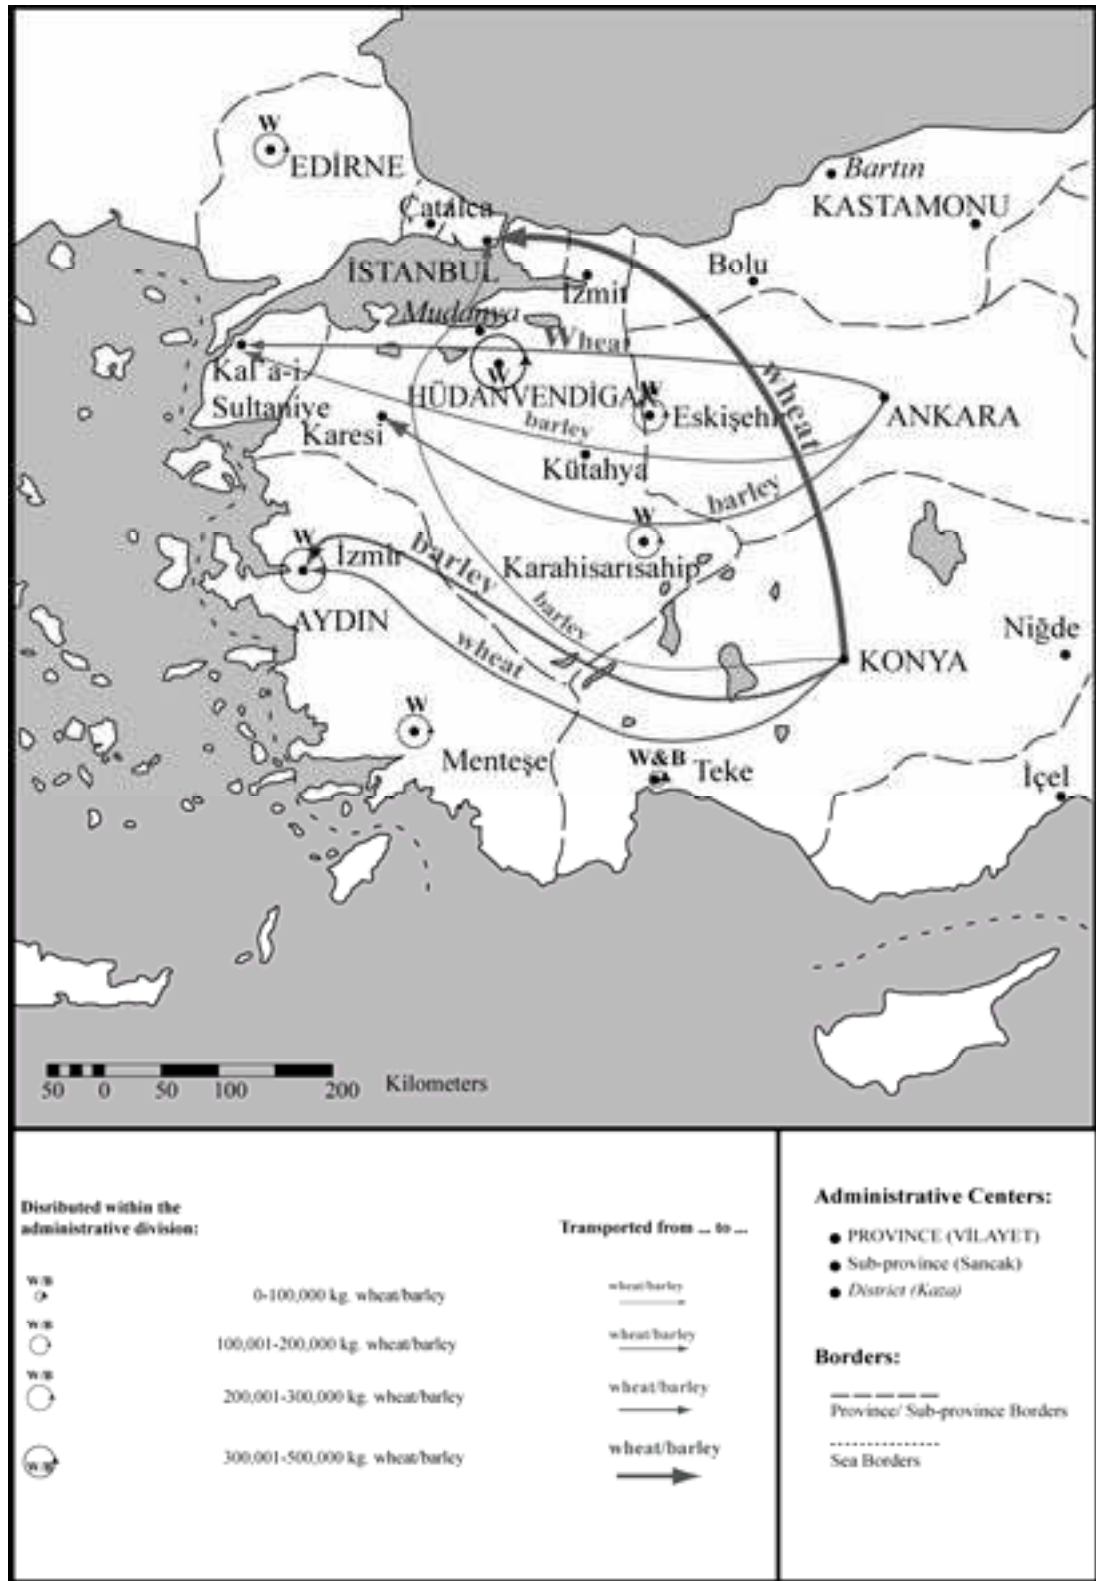 W
EDİRNE
Bartın
KASTAMONU
Çatalca
İSTANBUL
İzmit
Bolu
Mudanya
Wheat
wheat
Kal'a-i-
Sultaniye
W
HÜDANVENDİGAR
W
Eskişehir
ANKARA
barley
Karesi
Kütahya
barley
W
W
İzmir
barley
Karahisarısahip
AYDIN
barley
wheat
Niğde
KONYA
W
Menteşe
W&B
Teke
İçel
50 0 50 100 200 Kilometers
Disributed within the
administrative division:
Transported from ... to ...
W/B
0-100,000 kg. wheat/barley
wheat/barley
W/B
100,001-200,000 kg. wheat/barley
wheat/barley
W/B
200,001-300,000 kg. wheat/barley
wheat/barley
W/B
300,001-500,000 kg. wheat/barley
wheat/barley
Administrative Centers:
PROVINCE (VİLAYET)
Sub-province (Sancak)
District (Kaza)
Borders:
Province/ Sub-province Borders
Sea Borders